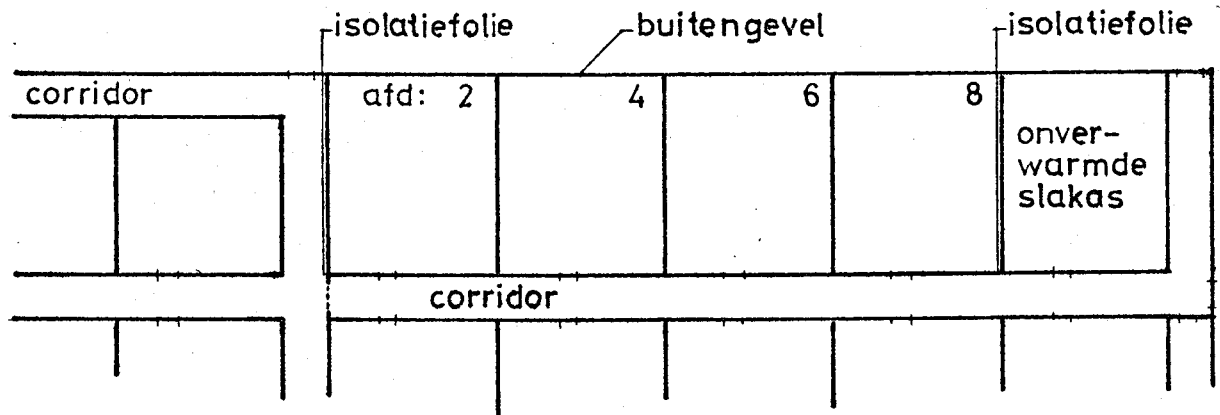 isolatiefolie
buitengevel
isolatiefolie
corridor
afd: 2
4
6
8
onver-
warmde
slakas
corridor